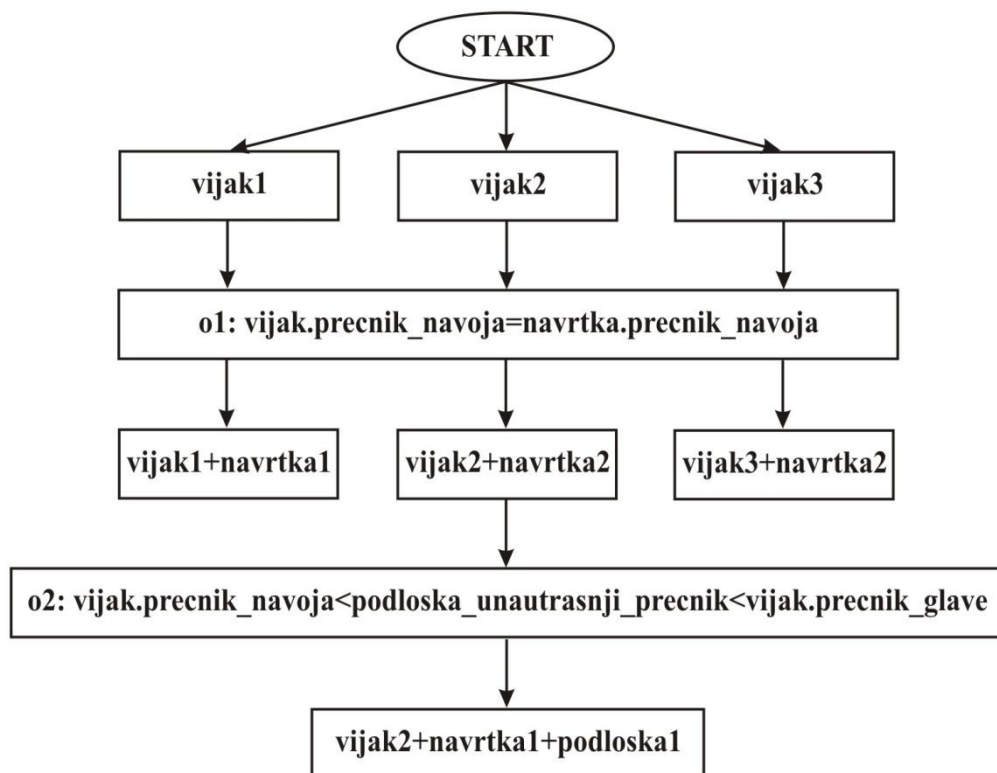 START
vijak1
vijak2
vijak3
o1: vijak.precnik_navoja=navrtka.precnik_navoja
vijak1+navrtka1
vijak2+navrtka2
vijak3+navrtka2
o2: vijak.precnik_navoja<podloska_unautrasnji_precnik<vijak.precnik_glave
vijak2+navrtka1+podloska1